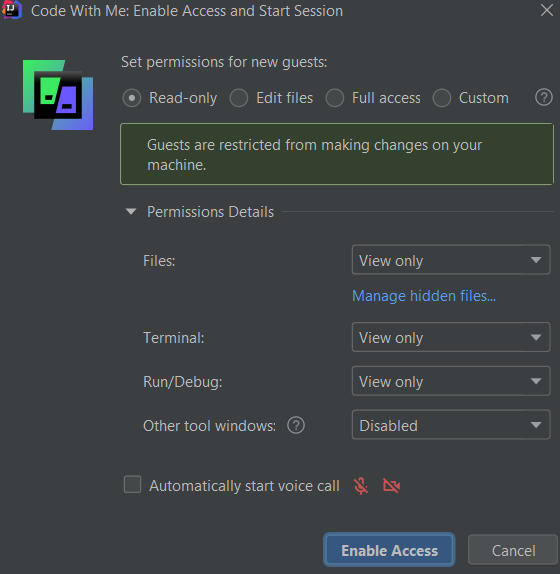 Code With Me: Enable Access and Start Session
Set permissions for new guests:
Read-only Edit files Full access Custom ?
Guests are restricted from making changes on your
machine.
Permissions Details
Files: View only
Manage hidden files...
Terminal: View only
Run/Debug: View only
Other tool windows: ? Disabled
Automatically start voice call
Enable Access Cancel